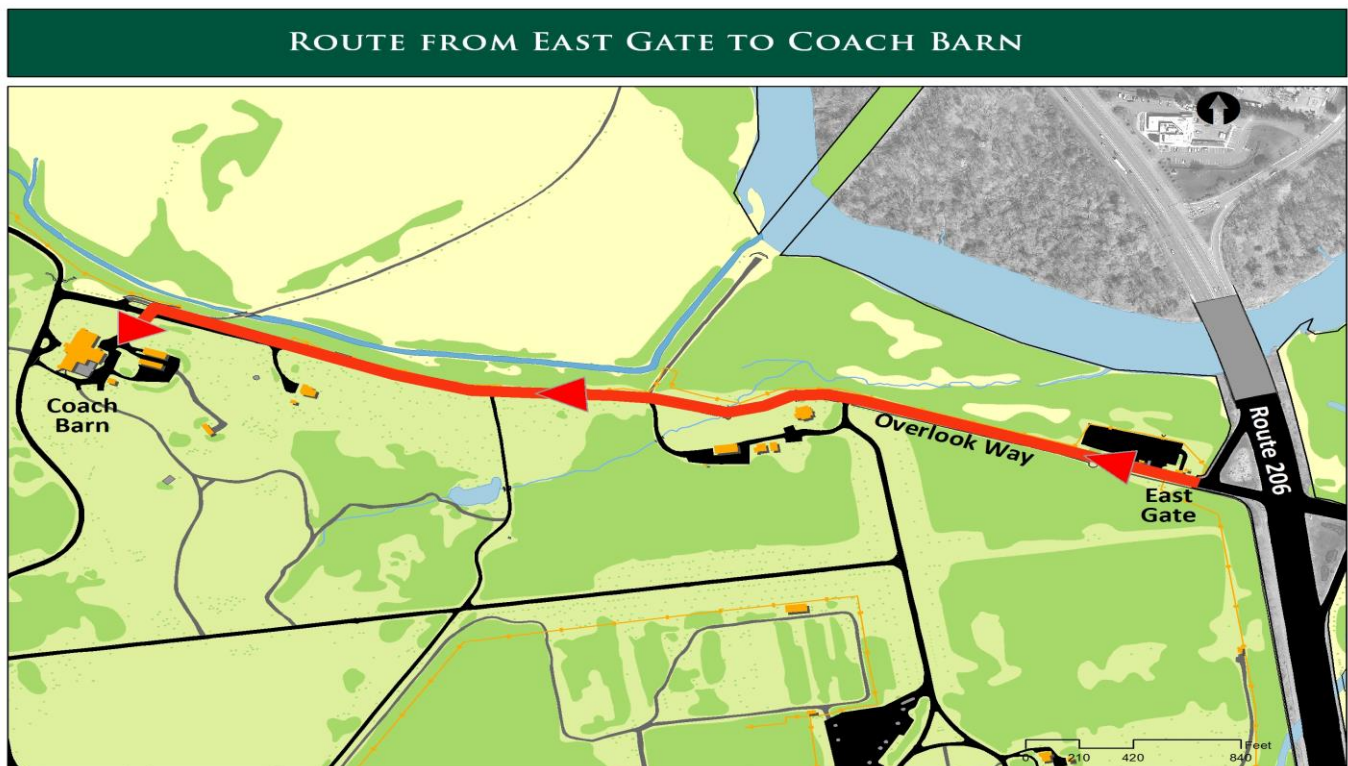 ROUTE FROM EAST GATE TO COACH BARN
Coach
Barn
Overlook Way
East
Gate
Route 206
Feet
0 210 420 840